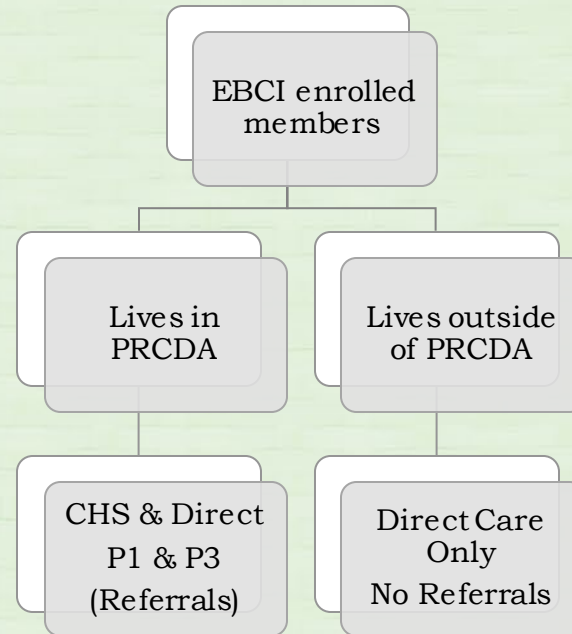 EBCI enrolled
members
Lives in
PRCDA
Lives outside
of PRCDA
CHS & Direct
P1 & P3
(Referrals)
Direct Care
Only
No Referrals